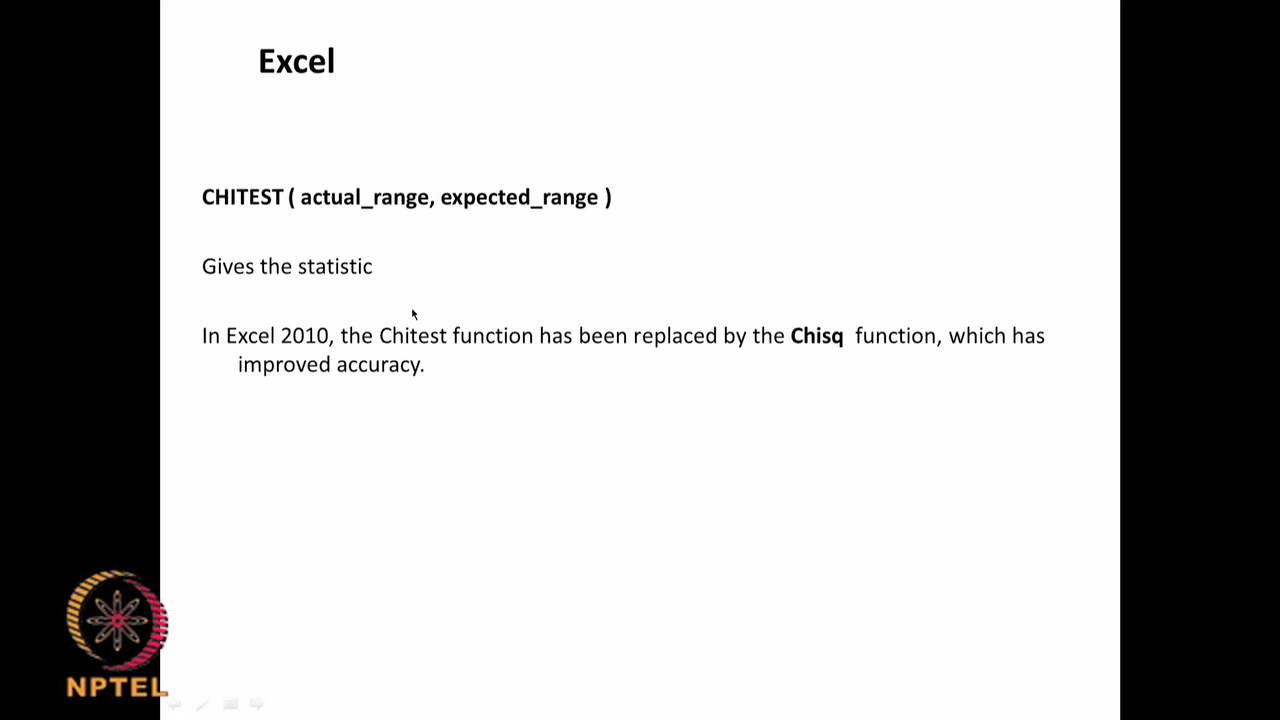 Excel
CHITEST ( actual_range, expected_range )
Gives the statistic
In Excel 2010, the Chitest function has been replaced by the Chisq function, which has
improved accuracy.
NPTEL